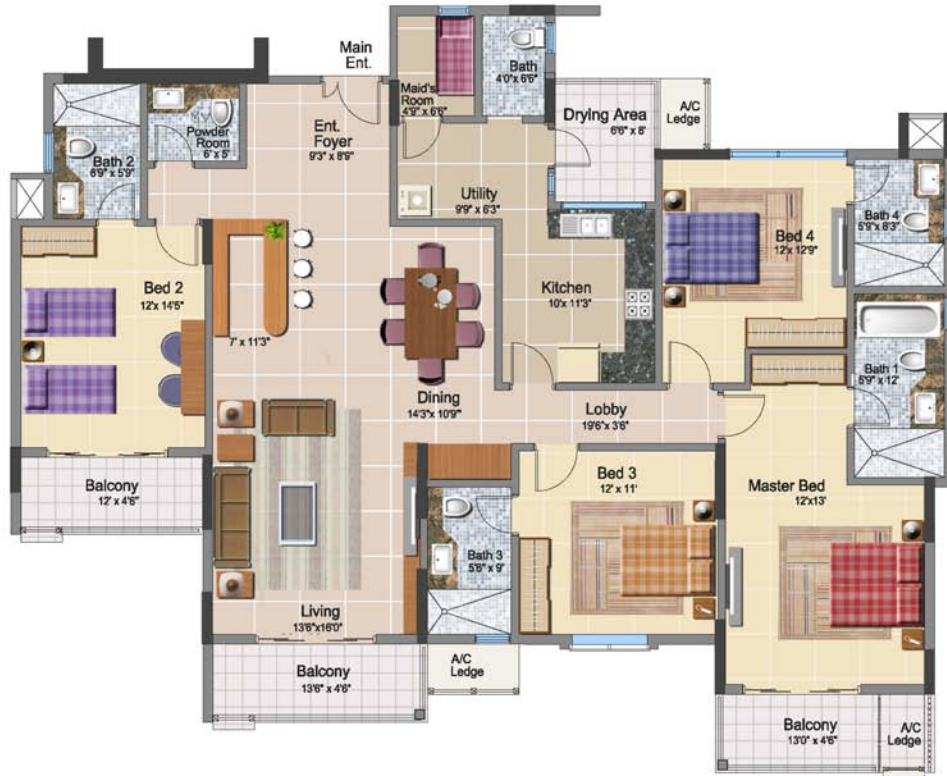 Main
Ent.
Maid's
Room
4'9" x 6'6"
Bath
4'0"x 6'6"
Drying Area
6'6" x 8'
A/C
Ledge
Bath 2
6'9" x 5'9"
Powder
Room
6' x 5'
Ent.
Foyer
9'3" x 8'9"
Utility
9'9" x 6'3"
Bed 4
12'x 12'9"
Bath 4
5'9"x 8'3"
Bed 2
12'x 14'5"
7' x 11'3"
Kitchen
10'x 11'3"
Dining
14'3"x 10'9"
Lobby
19'6"x 3'6"
Bath 1
5'9" x 12'
Balcony
12' x 4'6"
Bed 3
12' x 11'
Master Bed
12'x13'
Bath 3
5'6" x 9'
Living
13'6"x16'0"
Balcony
13'6" x 4'6"
A/C
Ledge
Balcony
13'0" x 4'6"
A/C
Ledge